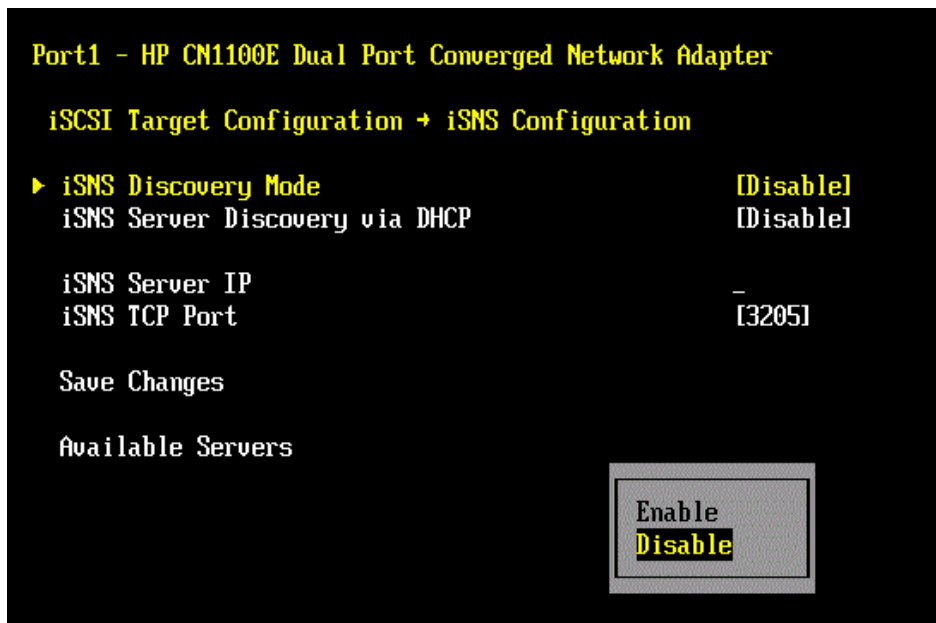 Port1 - HP CN1100E Dual Port Converged Network Adapter
iSCSI Target Configuration → iSNS Configuration
iSNS Discovery Mode [Disable]
iSNS Server Discovery via DHCP [Disable]
iSNS Server IP _
iSNS TCP Port [3205]
Save Changes
Available Servers
Enable
Disable